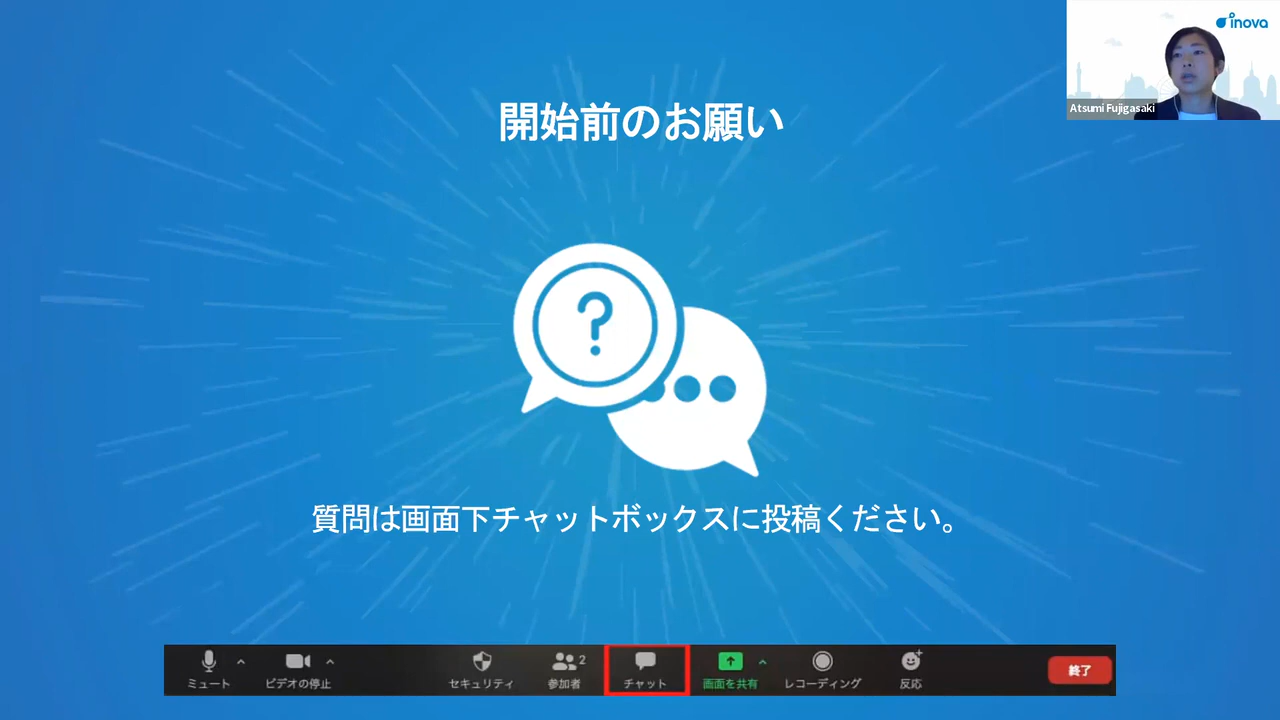 inova
Atsumi Fujigasaki
開始前のお願い
?
質問は画面下チャットボックスに投稿ください。
ミュート
ビデオの停止
セキュリティ
2
参加者
チャット
画面を共有
レコーディング
反応
終了